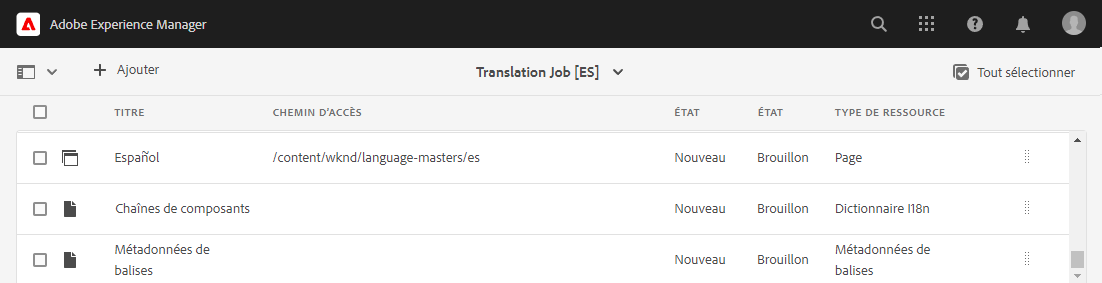 Adobe Experience Manager
Ajouter
Translation Job [ES]
Tout sélectionner
TITRE CHEMIN D'ACCÈS ÉTAT ÉTAT TYPE DE RESSOURCE
Español /content/wknd/language-masters/es Nouveau Brouillon Page
Chaînes de composants Nouveau Brouillon Dictionnaire I18n
Métadonnées de balises Nouveau Brouillon Métadonnées de balises